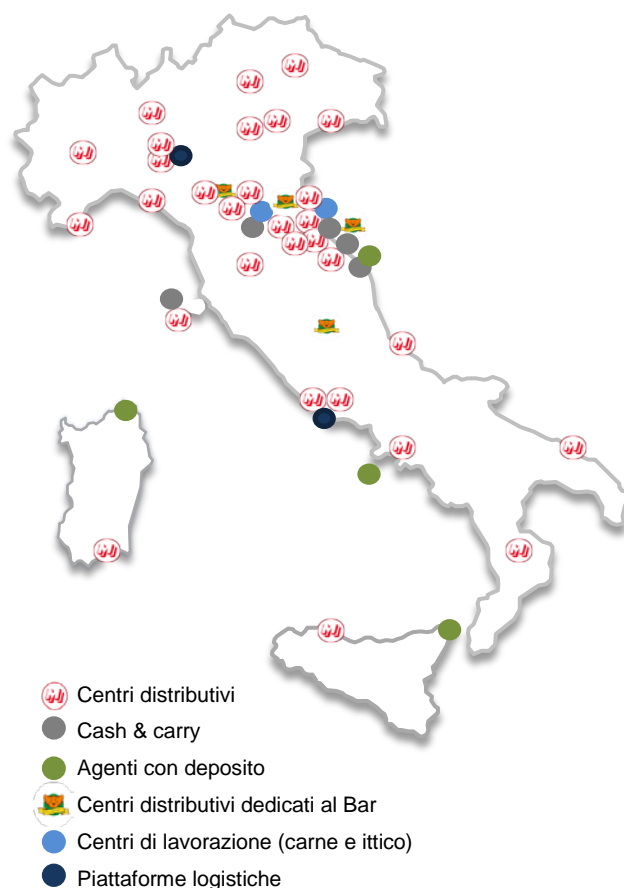 Centri distributivi
Cash & carry
Agenti con deposito
Centri distributivi dedicati al Bar
Centri di lavorazione (carne e ittico)
Piattaforme logistiche